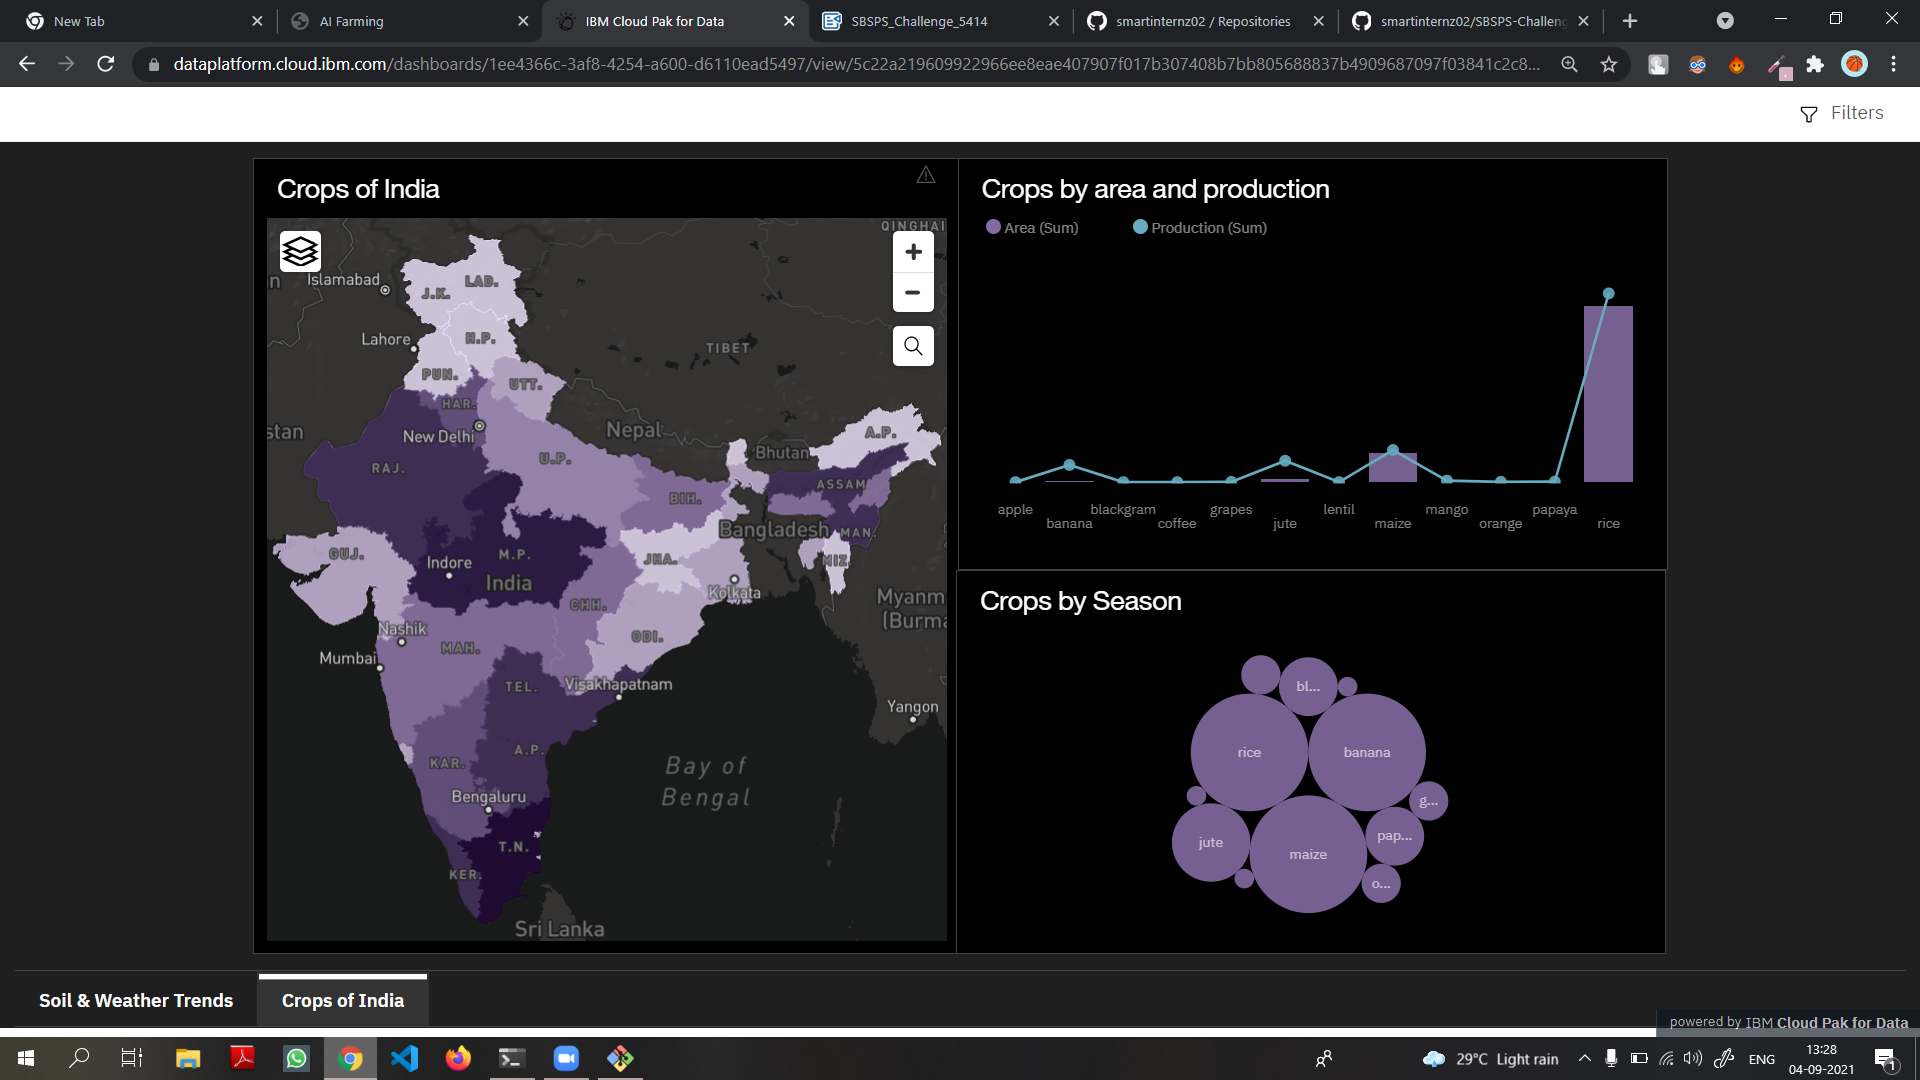 New Tab
AI Farming
IBM Cloud Pak for Data
SBSPS_Challenge_5414
smartinternz02 / Repositories
smartinternz02/SBSPS-Challeng
dataplatform.cloud.ibm.com/dashboards/1ee4366c-3af8-4254-a600-d6110ead5497/view/5c22a219609922966ee8eae407907f017b307408b7bb805688837b4909687097f03841c2c8...
Filters
Crops of India
QINGHAI
Islamabad
LAD.
J.K.
Lahore
H.P.
TIBET
PUN.
UTT.
HAR.
stan
New Delhi
Nepal
A.P.
Bhutan
RAJ.
U.P.
ASSAM
BIH.
Bangladesh
MAN.
GUJ.
M.P.
JHA.
MIZ.
Indore
India
Kolkata
CHH.
Myanm
(Burma
Nashik
ODI.
MAH.
Mumbai
TEL.
Visakhapatnam
Yangon
A.P.
KAR.
Bay of
Bengal
Bengaluru
T.N.
KER.
Sri Lanka
Crops by area and production
Area (Sum)
Production (Sum)
apple
banana
blackgram
coffee
grapes
jute
lentil
maize
mango
orange
papaya
rice
Crops by Season
bl...
rice
banana
g...
pap...
jute
maize
o...
Soil & Weather Trends
Crops of India
powered by IBM Cloud Pak for Data
29°C Light rain
ENG
13:28
04-09-2021
1